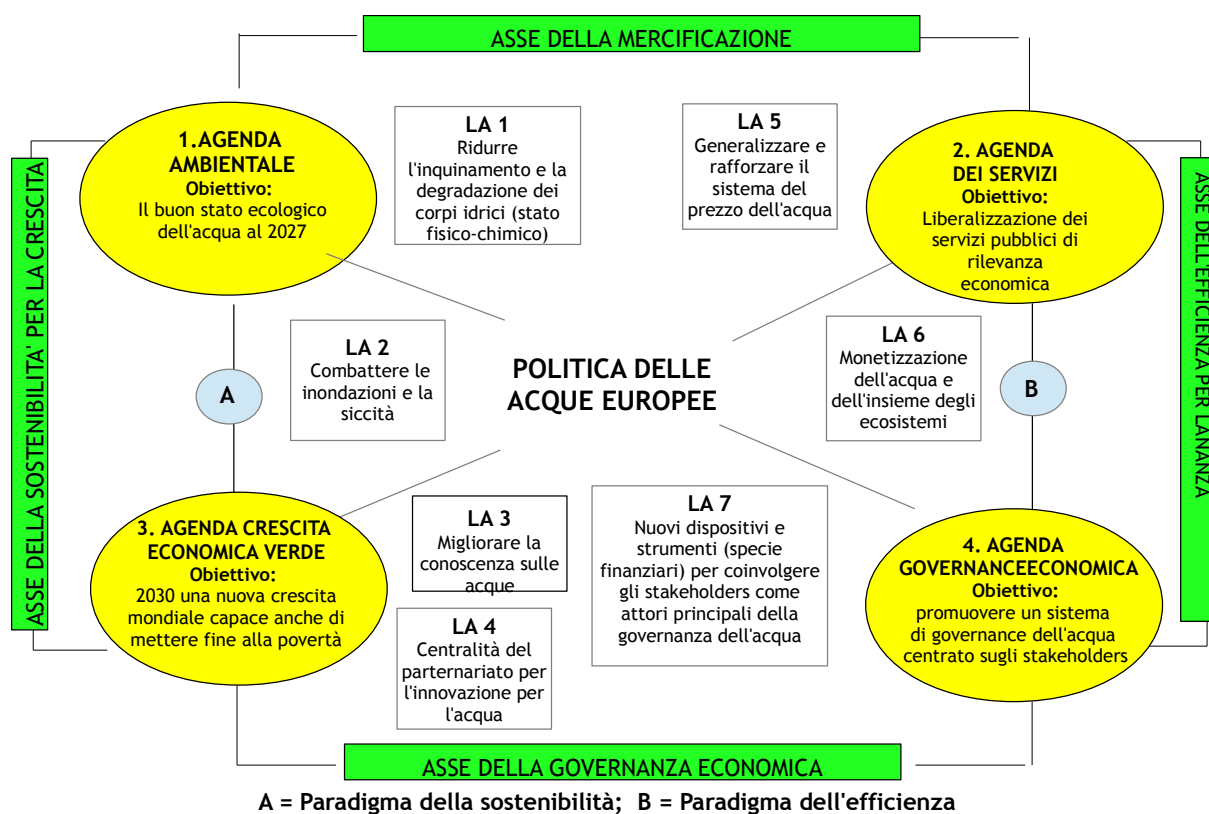 ASSE DELLA MERCIFICAZIONE
ASSE DELLA SOSTENIBILITA' PER LA CRESCITA
1.AGENDA
AMBIENTALE
Obiettivo:
Il buon stato ecologico
dell'acqua al 2027
LA 1
Ridurre
l'inquinamento e la
degradazione dei
corpi idrici (stato
fisico-chimico)
LA 5
Generalizzare e
rafforzare il
sistema del
prezzo dell'acqua
2. AGENDA
DEI SERVIZI
Obiettivo:
Liberalizzazione dei
servizi pubblici di
rilevanza
economica
ASSE DELL'EFFICIENZA PER LANANZA
A
LA 2
Combattere le
inondazioni e la
siccità
POLITICA DELLE
ACQUE EUROPEE
LA 6
Monetizzazione
dell'acqua e
dell'insieme degli
ecosistemi
B
3. AGENDA CRESCITA
ECONOMICA VERDE
Obiettivo:
2030 una nuova crescita
mondiale capace anche di
mettere fine alla povertà
LA 3
Migliorare la
conoscenza sulle
acque
LA 4
Centralità del
parternariato per
l'innovazione per
l'acqua
LA 7
Nuovi dispositivi e
strumenti (specie
finanziari) per coinvolgere
gli stakeholders come
attori principali della
governanza dell'acqua
4. AGENDA
GOVERNANCEECONOMICA
Obiettivo:
promuovere un sistema
di governance dell'acqua
centrato sugli stakeholders
ASSE DELLA GOVERNANZA ECONOMICA
A = Paradigma della sostenibilità; B = Paradigma dell'efficienza